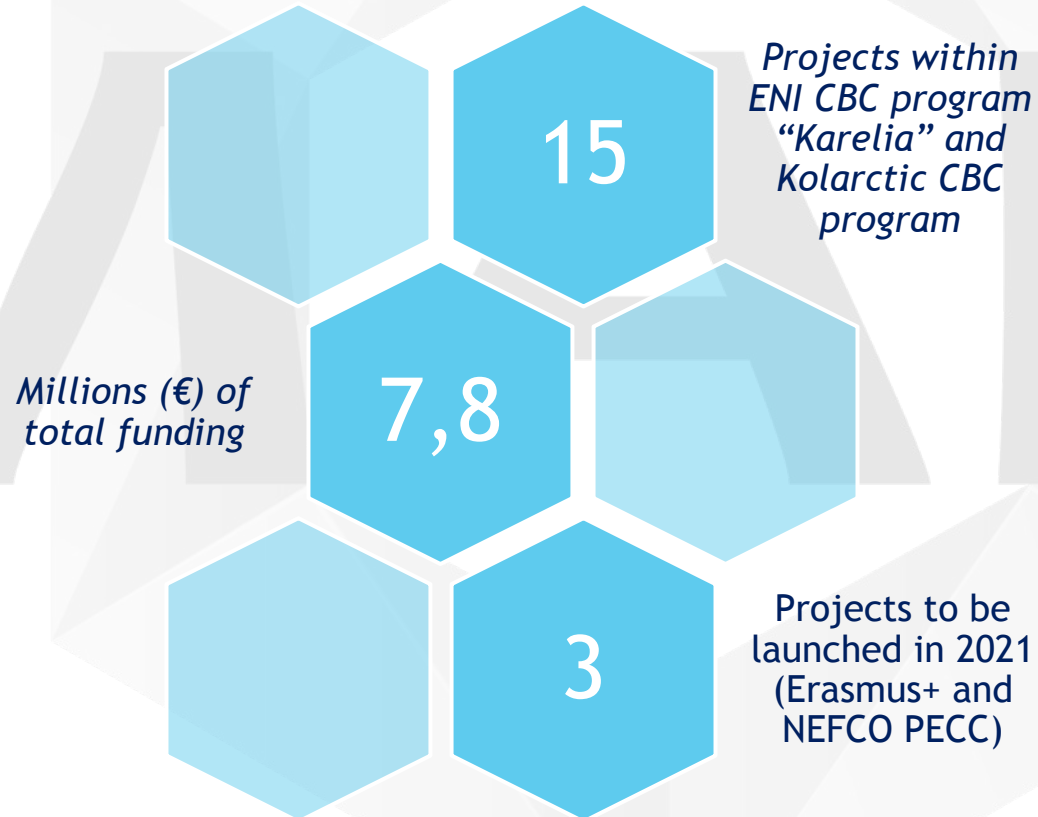 15
Projects within
ENI CBC program
“Karelia” and
Kolarctic CBC
program
Millions (€) of
total funding
7,8
3
Projects to be
launched in 2021
(Erasmus+ and
NEFCO PECC)